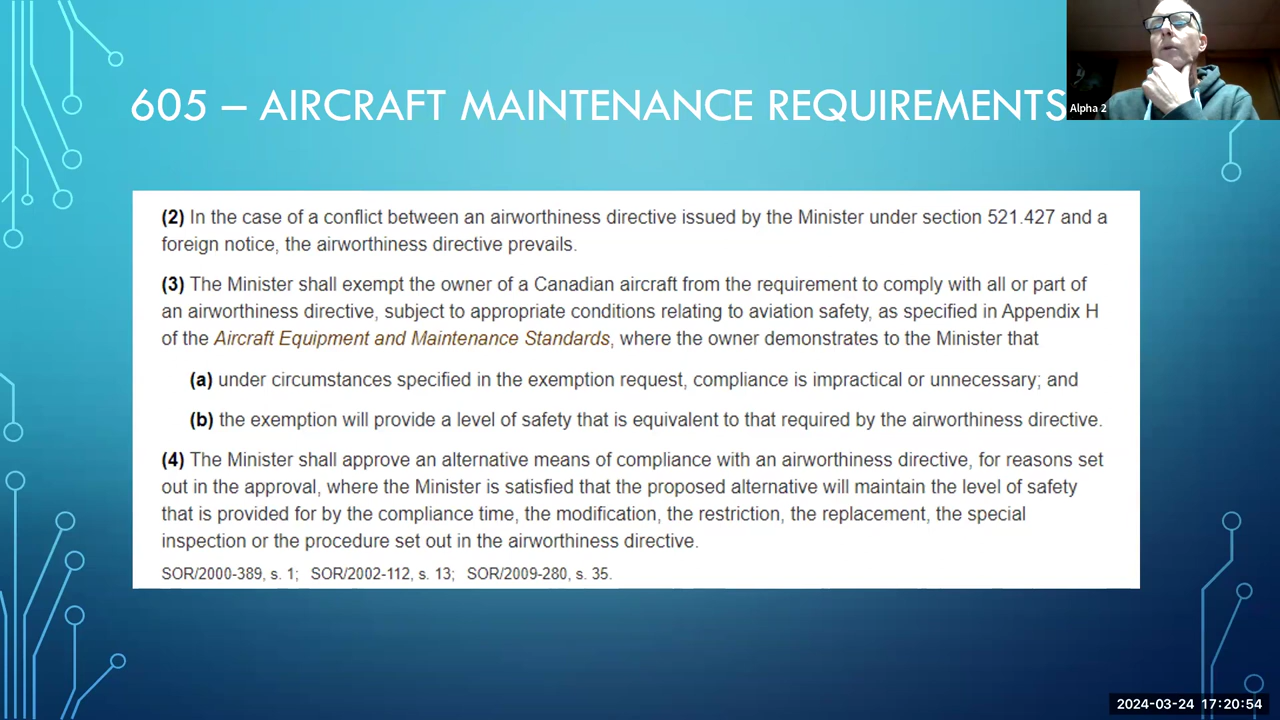 605 – AIRCRAFT MAINTENANCE REQUIREMENTS
Alpha 2
(2) In the case of a conflict between an airworthiness directive issued by the Minister under section 521.427 and a
foreign notice, the airworthiness directive prevails.
(3) The Minister shall exempt the owner of a Canadian aircraft from the requirement to comply with all or part of
an airworthiness directive, subject to appropriate conditions relating to aviation safety, as specified in Appendix H
of the Aircraft Equipment and Maintenance Standards, where the owner demonstrates to the Minister that
(a) under circumstances specified in the exemption request, compliance is impractical or unnecessary; and
(b) the exemption will provide a level of safety that is equivalent to that required by the airworthiness directive.
(4) The Minister shall approve an alternative means of compliance with an airworthiness directive, for reasons set
out in the approval, where the Minister is satisfied that the proposed alternative will maintain the level of safety
that is provided for by the compliance time, the modification, the restriction, the replacement, the special
inspection or the procedure set out in the airworthiness directive.
SOR/2000-389, s. 1; SOR/2002-112, s. 13; SOR/2009-280, s. 35.
2024-03-24 17:20:54